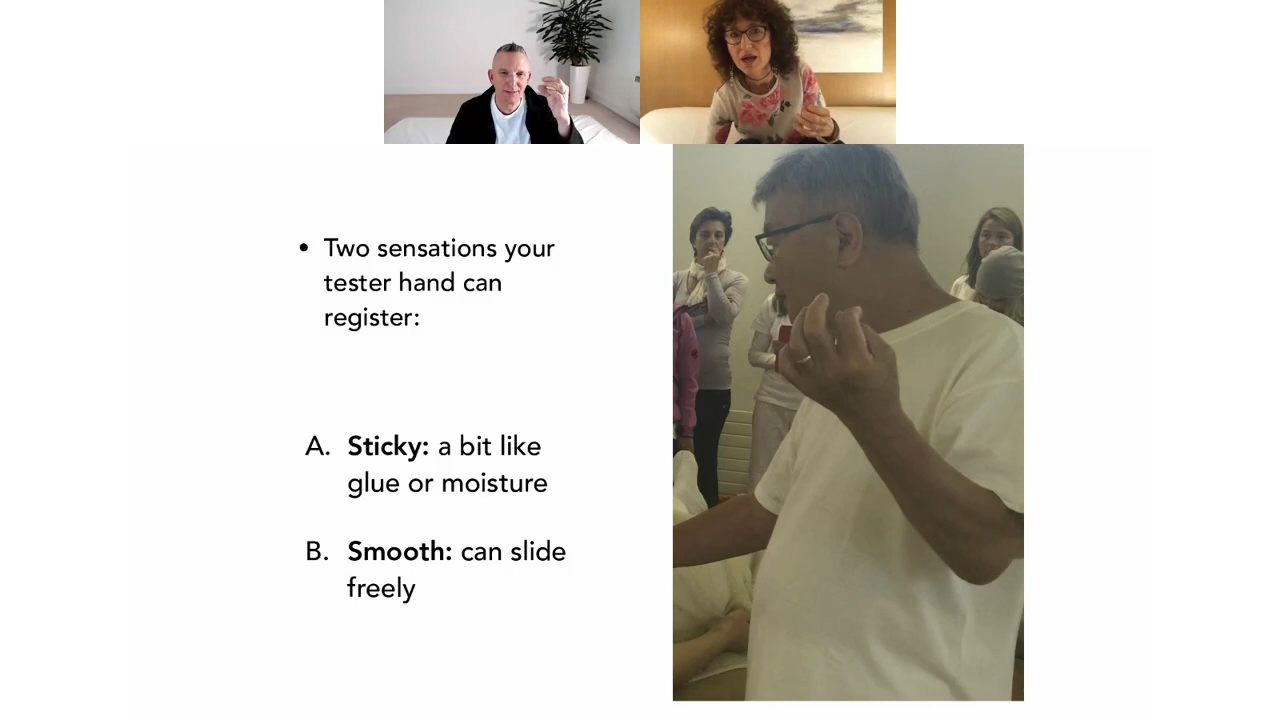 • Two sensations your
tester hand can
register:
A. Sticky: a bit like
glue or moisture
B. Smooth: can slide
freely